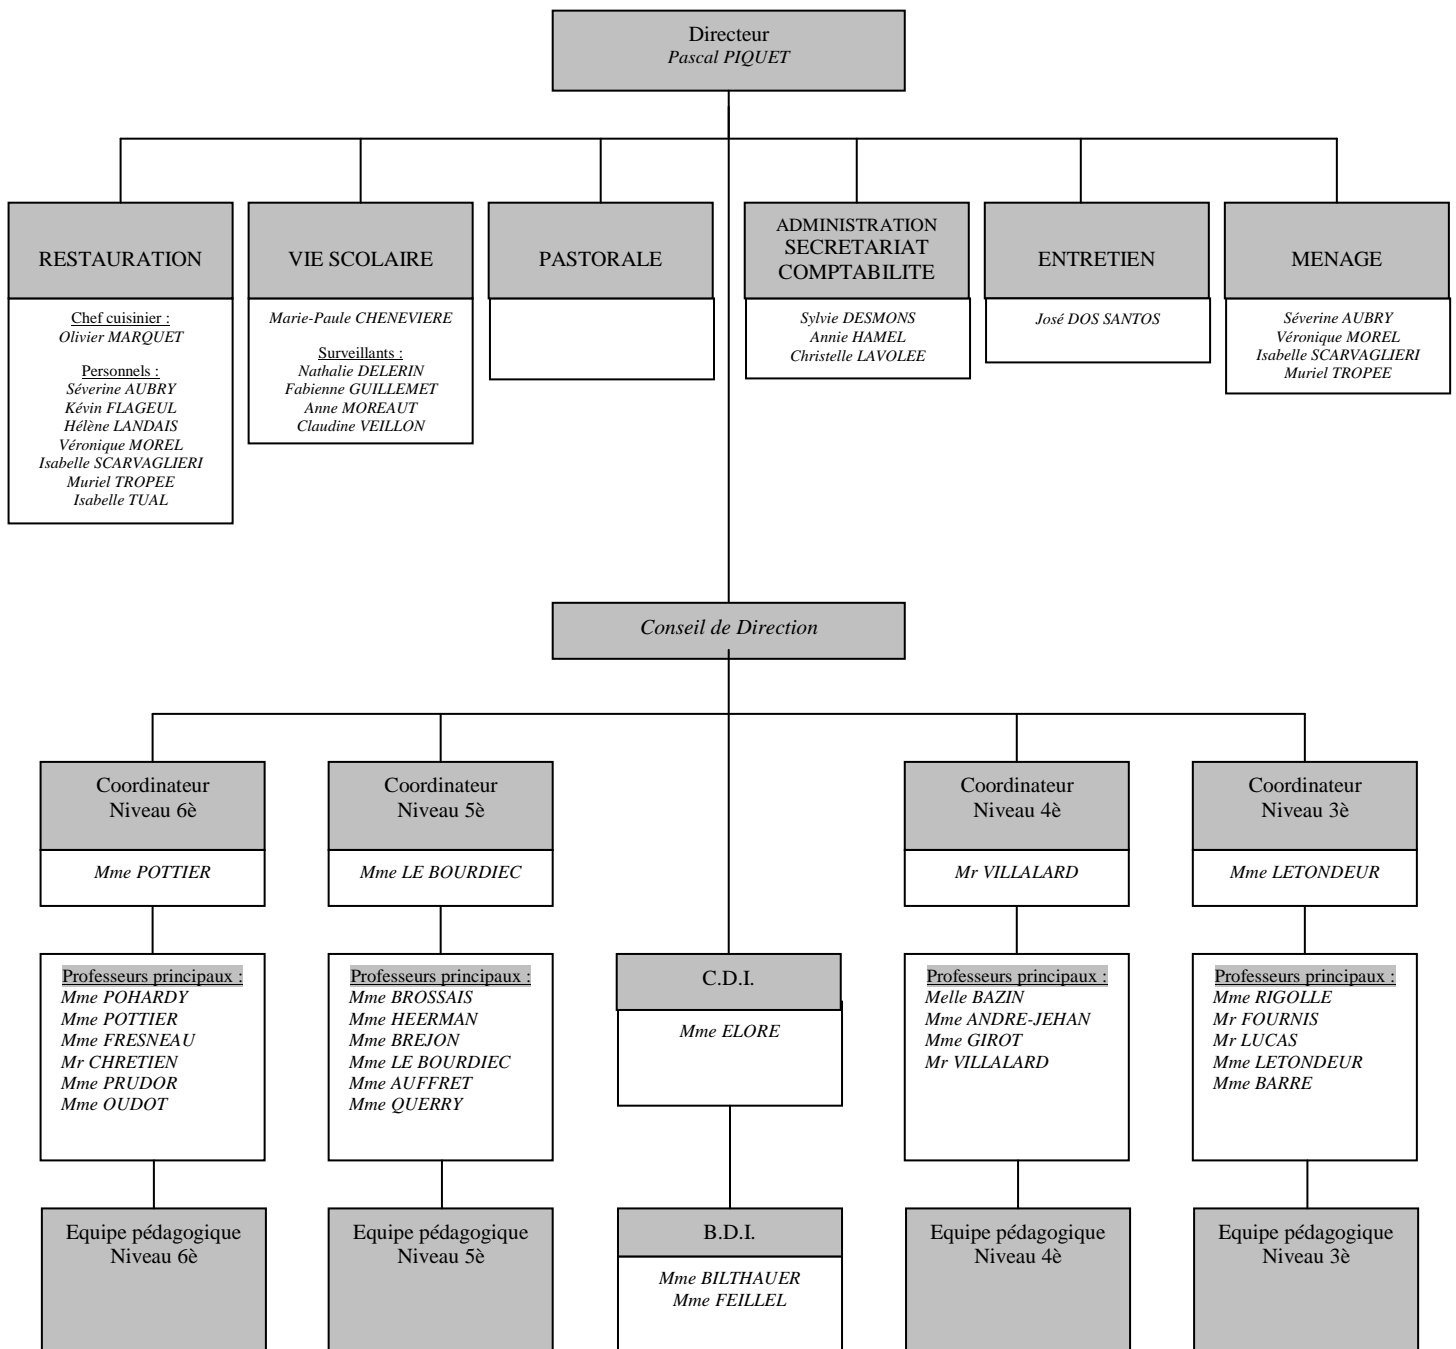 Directeur
Pascal PIQUET
RESTAURATION
Chef cuisinier :
Olivier MARQUET
Personnels :
Séverine AUBRY
Kévin FLAGEUL
Hélène LANDAIS
Véronique MOREL
Isabelle SCARVAGLIERI
Muriel TROPEE
Isabelle TUAL
VIE SCOLAIRE
Marie-Paule CHENEVIERE
Surveillants :
Nathalie DELERIN
Fabienne GUILLEMET
Anne MOREAUT
Claudine VEILLON
PASTORALE
ADMINISTRATION
SECRETARIAT
COMPTABILITE
Sylvie DESMONS
Annie HAMEL
Christelle LAVOLEE
ENTRETIEN
José DOS SANTOS
MENAGE
Séverine AUBRY
Véronique MOREL
Isabelle SCARVAGLIERI
Muriel TROPEE
Conseil de Direction
Coordinateur
Niveau 6è
Mme POTTIER
Professeurs principaux :
Mme POHARDY
Mme POTTIER
Mme FRESNEAU
Mr CHRETIEN
Mme PRUDOR
Mme OUDOT
Equipe pédagogique
Niveau 6è
Coordinateur
Niveau 5è
Mme LE BOURDIEC
Professeurs principaux :
Mme BROSSAIS
Mme HEERMAN
Mme BREJON
Mme LE BOURDIEC
Mme AUFFRET
Mme QUERRY
Equipe pédagogique
Niveau 5è
C.D.I.
Mme ELORE
B.D.I.
Mme BILTHAUER
Mme FEILLEL
Coordinateur
Niveau 4è
Mr VILLALARD
Professeurs principaux :
Melle BAZIN
Mme ANDRE-JEHAN
Mme GIROT
Mr VILLALARD
Equipe pédagogique
Niveau 4è
Coordinateur
Niveau 3è
Mme LETONDEUR
Professeurs principaux :
Mme RIGOLLE
Mr FOURNIS
Mr LUCAS
Mme LETONDEUR
Mme BARRE
Equipe pédagogique
Niveau 3è